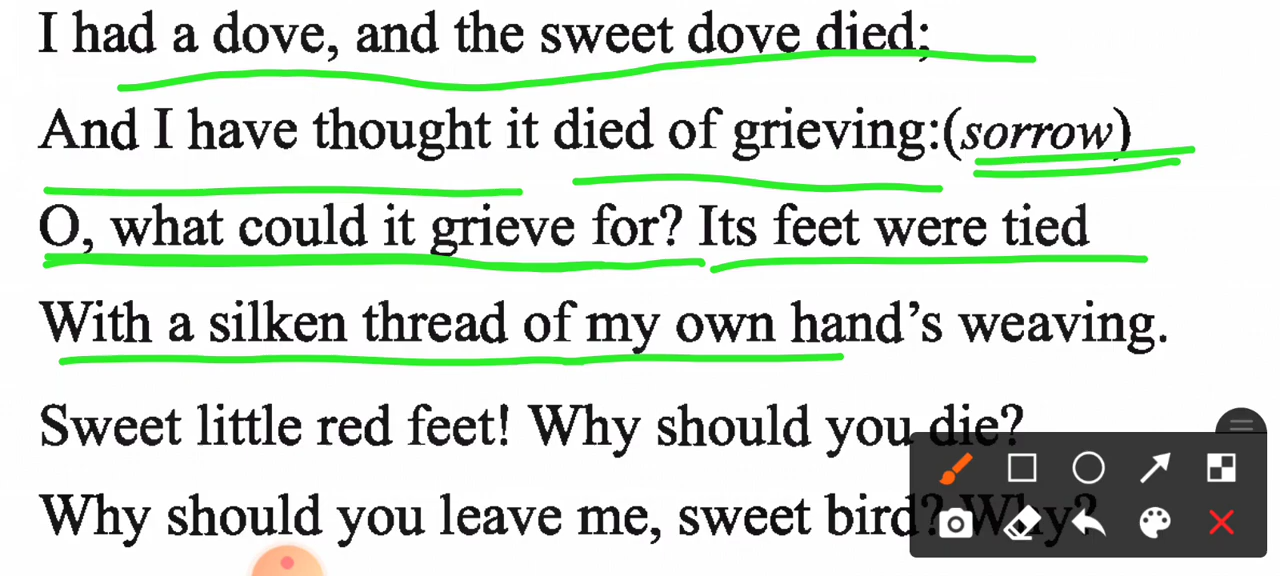 I had a dove, and the sweet dove died;
And I have thought it died of grieving:(sorrow)
O, what could it grieve for? Its feet were tied
With a silken thread of my own hand’s weaving.
Sweet little red feet! Why should you die?
Why should you leave me, sweet bird? Why?